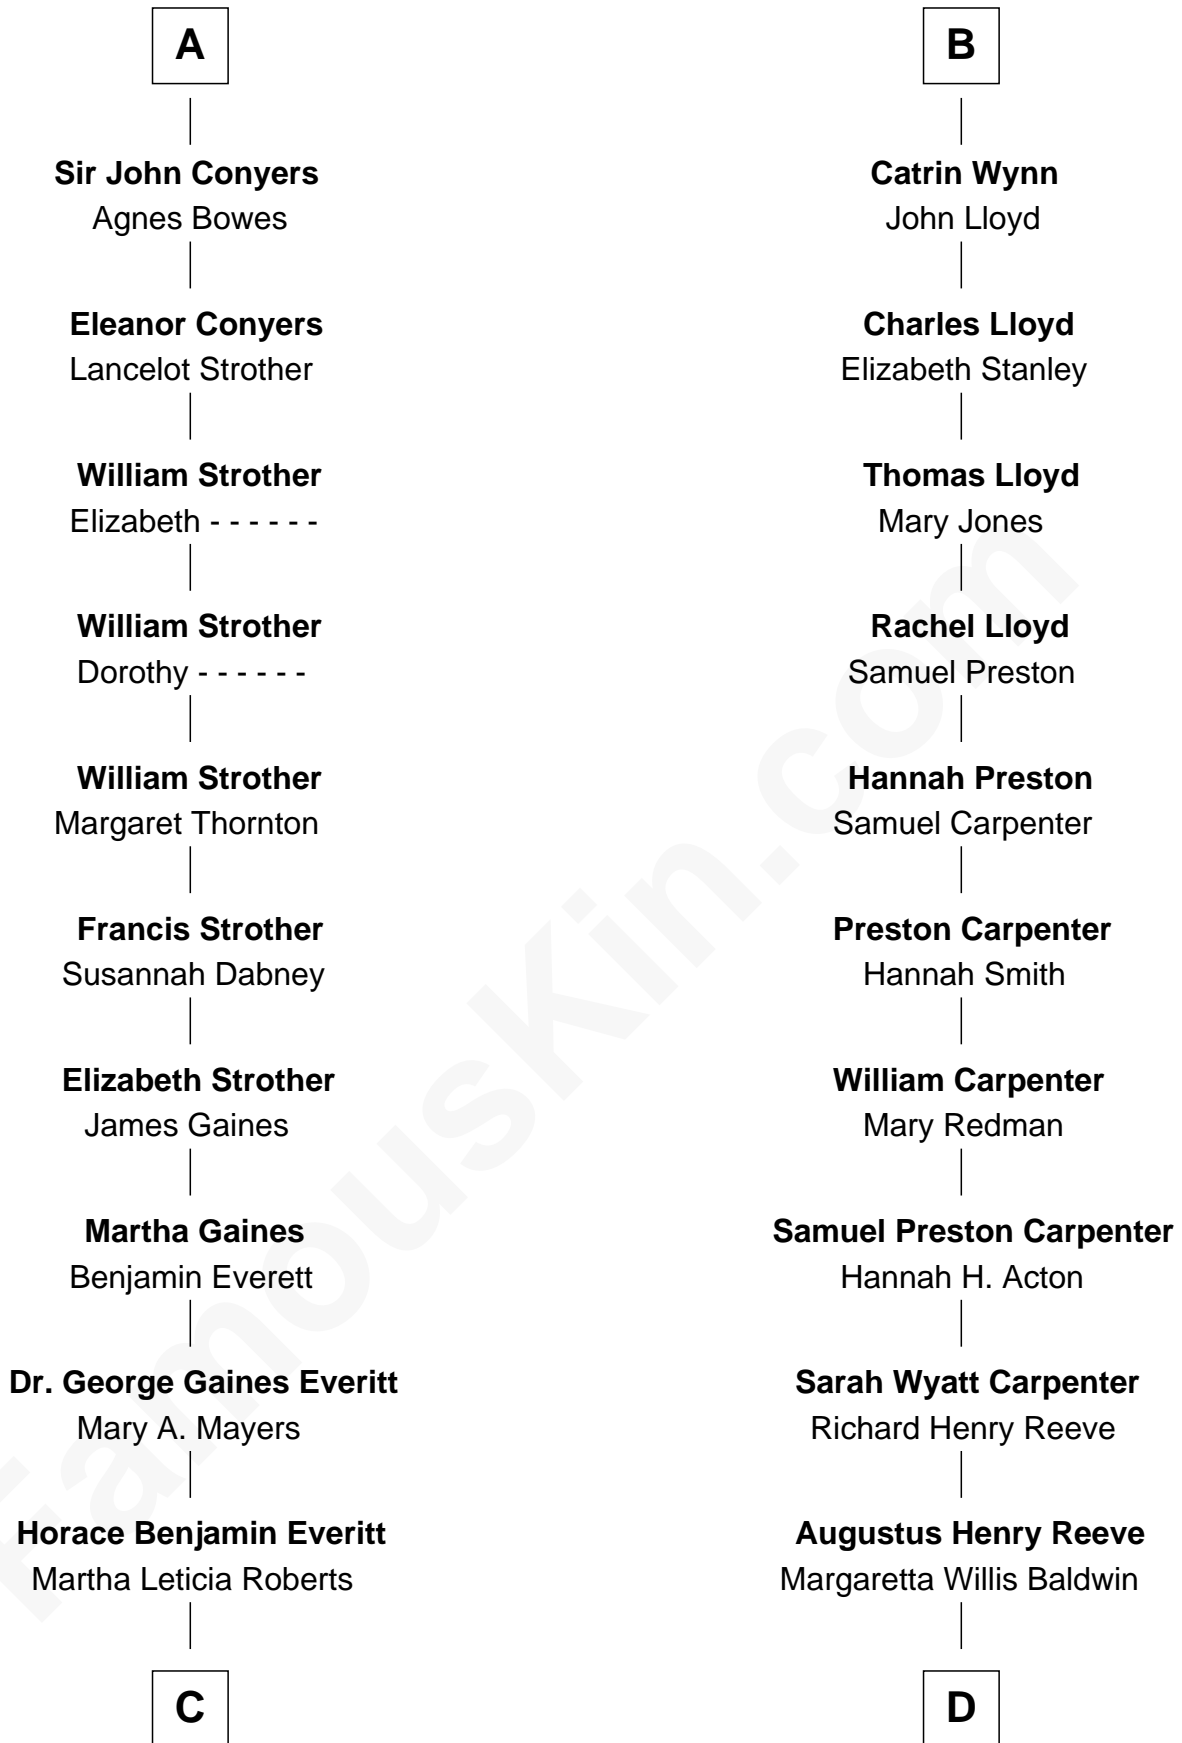 A
Sir John Conyers
Agnes Bowes
Eleanor Conyers
Lancelot Strother
William Strother
Elizabeth - - - - - -
William Strother
Dorothy - - - - - -
William Strother
Margaret Thornton
Francis Strother
Susannah Dabney
Elizabeth Strother
James Gaines
Martha Gaines
Benjamin Everett
Dr. George Gaines Everitt
Mary A. Mayers
Horace Benjamin Everitt
Martha Leticia Roberts
C
B
Catrin Wynn
John Lloyd
Charles Lloyd
Elizabeth Stanley
Thomas Lloyd
Mary Jones
Rachel Lloyd
Samuel Preston
Hannah Preston
Samuel Carpenter
Preston Carpenter
Hannah Smith
William Carpenter
Mary Redman
Samuel Preston Carpenter
Hannah H. Acton
Sarah Wyatt Carpenter
Richard Henry Reeve
Augustus Henry Reeve
Margaretta Willis Baldwin
D
FamousKin.com